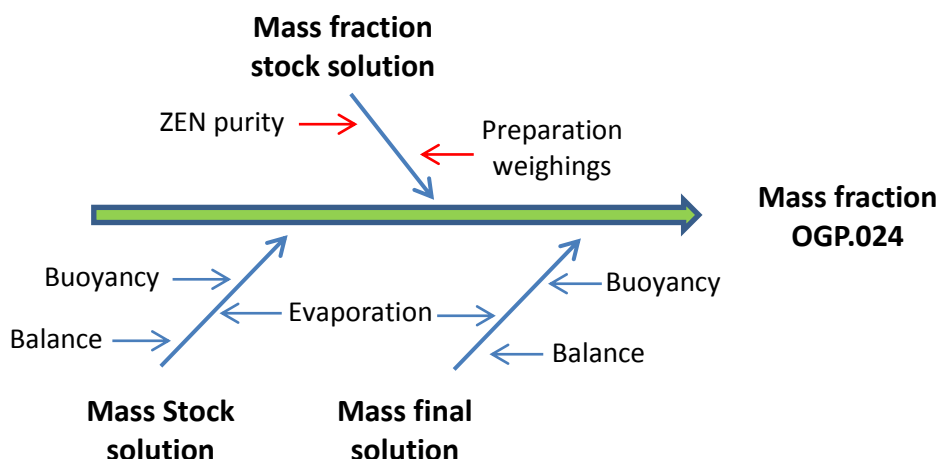 Mass fraction
stock solution
ZEN purity
Preparation
weighings
Mass fraction
OGP.024
Buoyancy
Evaporation
Buoyancy
Balance
Balance
Mass Stock
solution
Mass final
solution